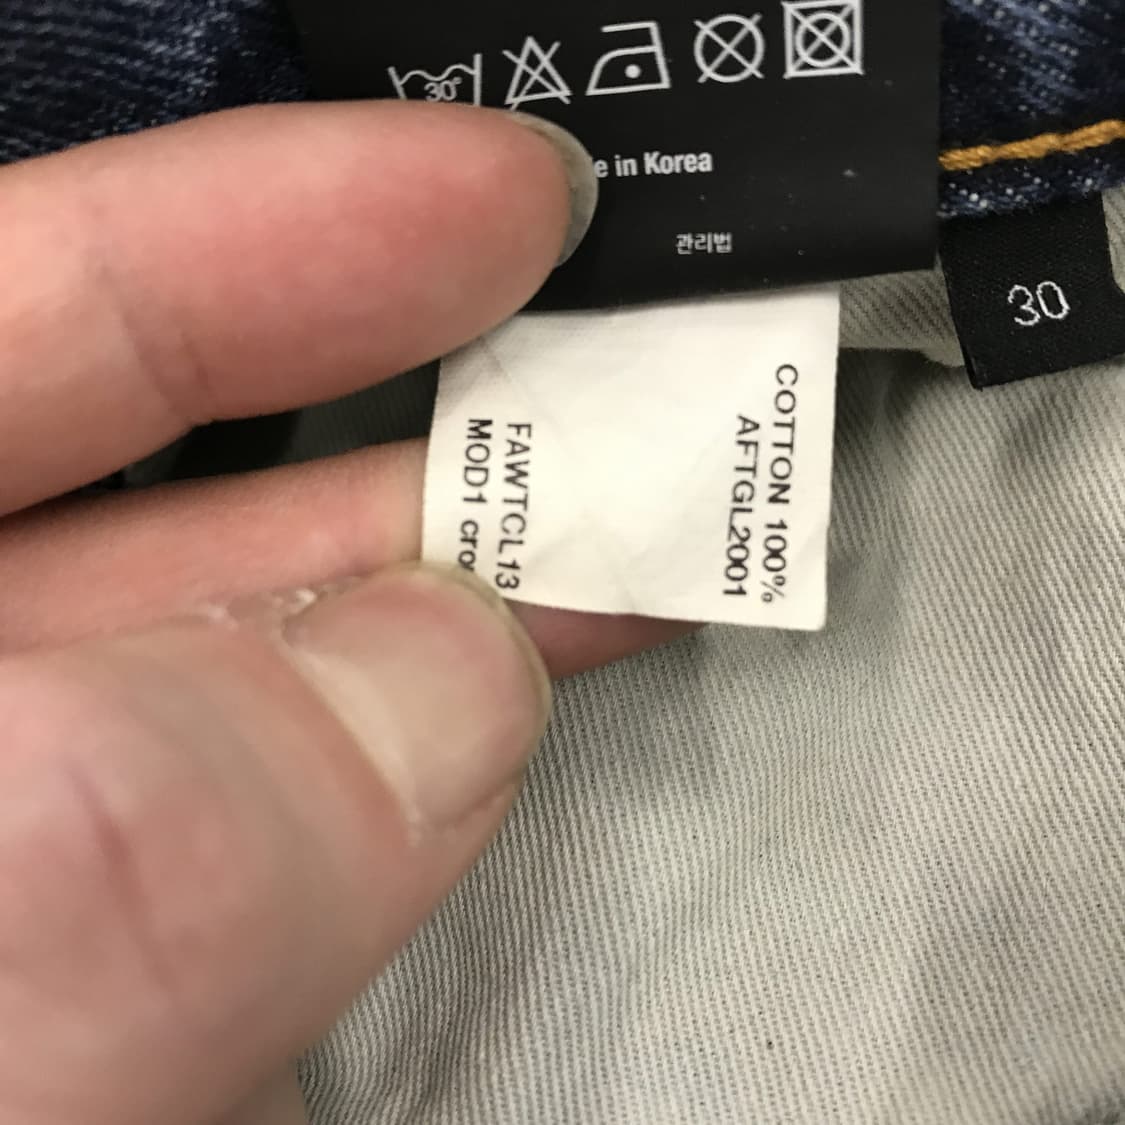 30°
in Korea
관리법
30
COTTON 100%
AFTGL2001
FAWTCL13
MOD1